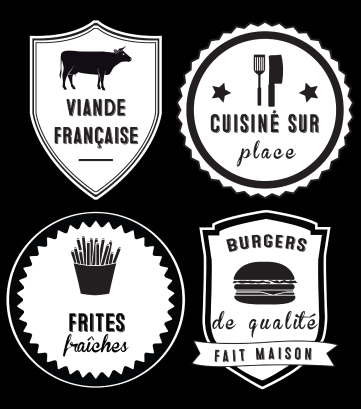 VIANDE
FRANÇAISE
CUISINÉ SUR
place
FRITES
fraîches
BURGERS
de qualité
FAIT MAISON